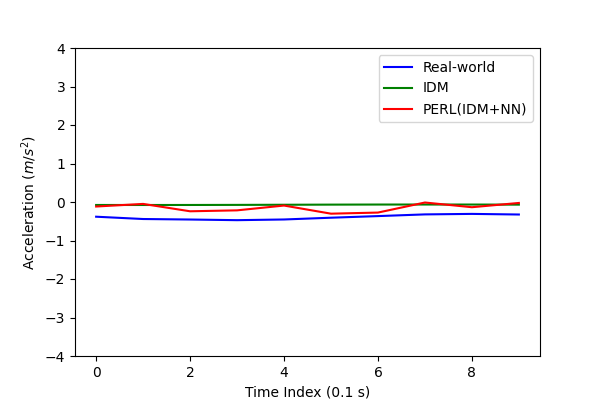 Real-world
IDM
PERL(IDM+NN)
4
3
2
1
0
−1
−2
−3
−4
Acceleration (m/s²)
0 2 4 6 8
Time Index (0.1 s)